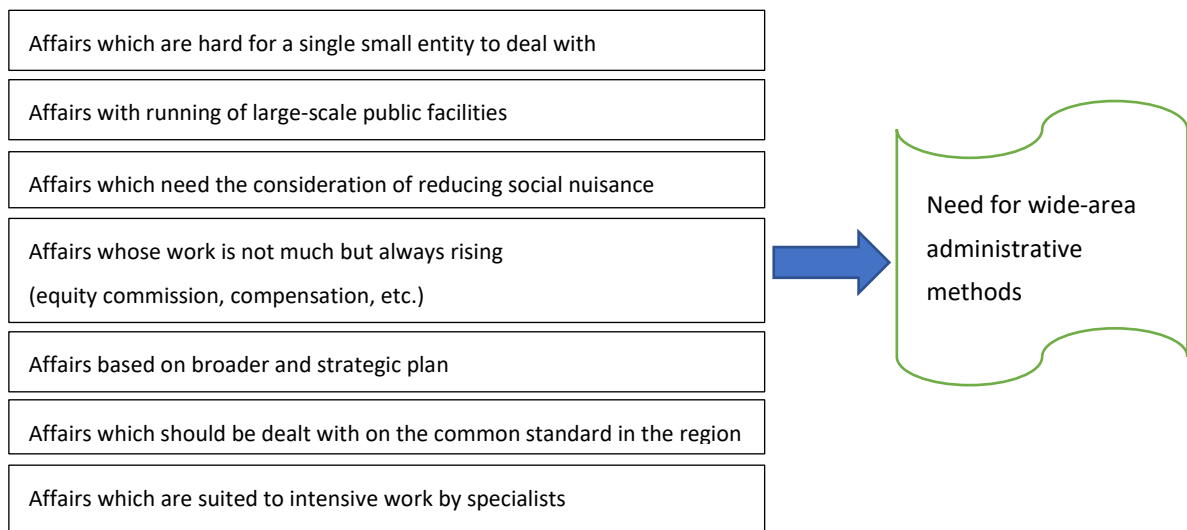 Affairs which are hard for a single small entity to deal with
Affairs with running of large-scale public facilities
Affairs which need the consideration of reducing social nuisance
Affairs whose work is not much but always rising
(equity commission, compensation, etc.)
Affairs based on broader and strategic plan
Affairs which should be dealt with on the common standard in the region
Affairs which are suited to intensive work by specialists
Need for wide-area
administrative
methods